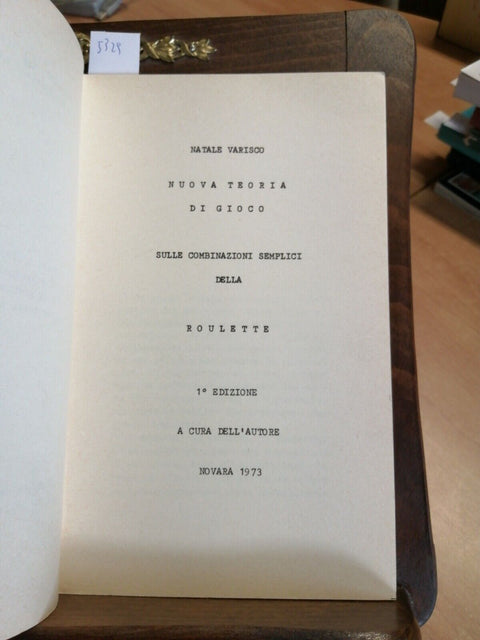 5325
NATALE VARISCO
NUOVA TEORIA
DI GIOCO
SULLE COMBINAZIONI SEMPLICI
DELLA
ROULETTE
1° EDIZIONE
A CURA DELL'AUTORE
NOVARA 1973